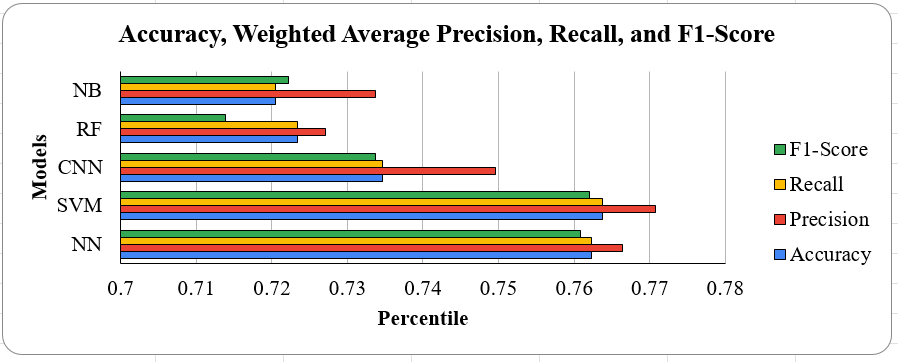 Accuracy, Weighted Average Precision, Recall, and F1-Score
Models
NB
RF
CNN
SVM
NN
0.7 0.71 0.72 0.73 0.74 0.75 0.76 0.77 0.78
Percentile
F1-Score
Recall
Precision
Accuracy